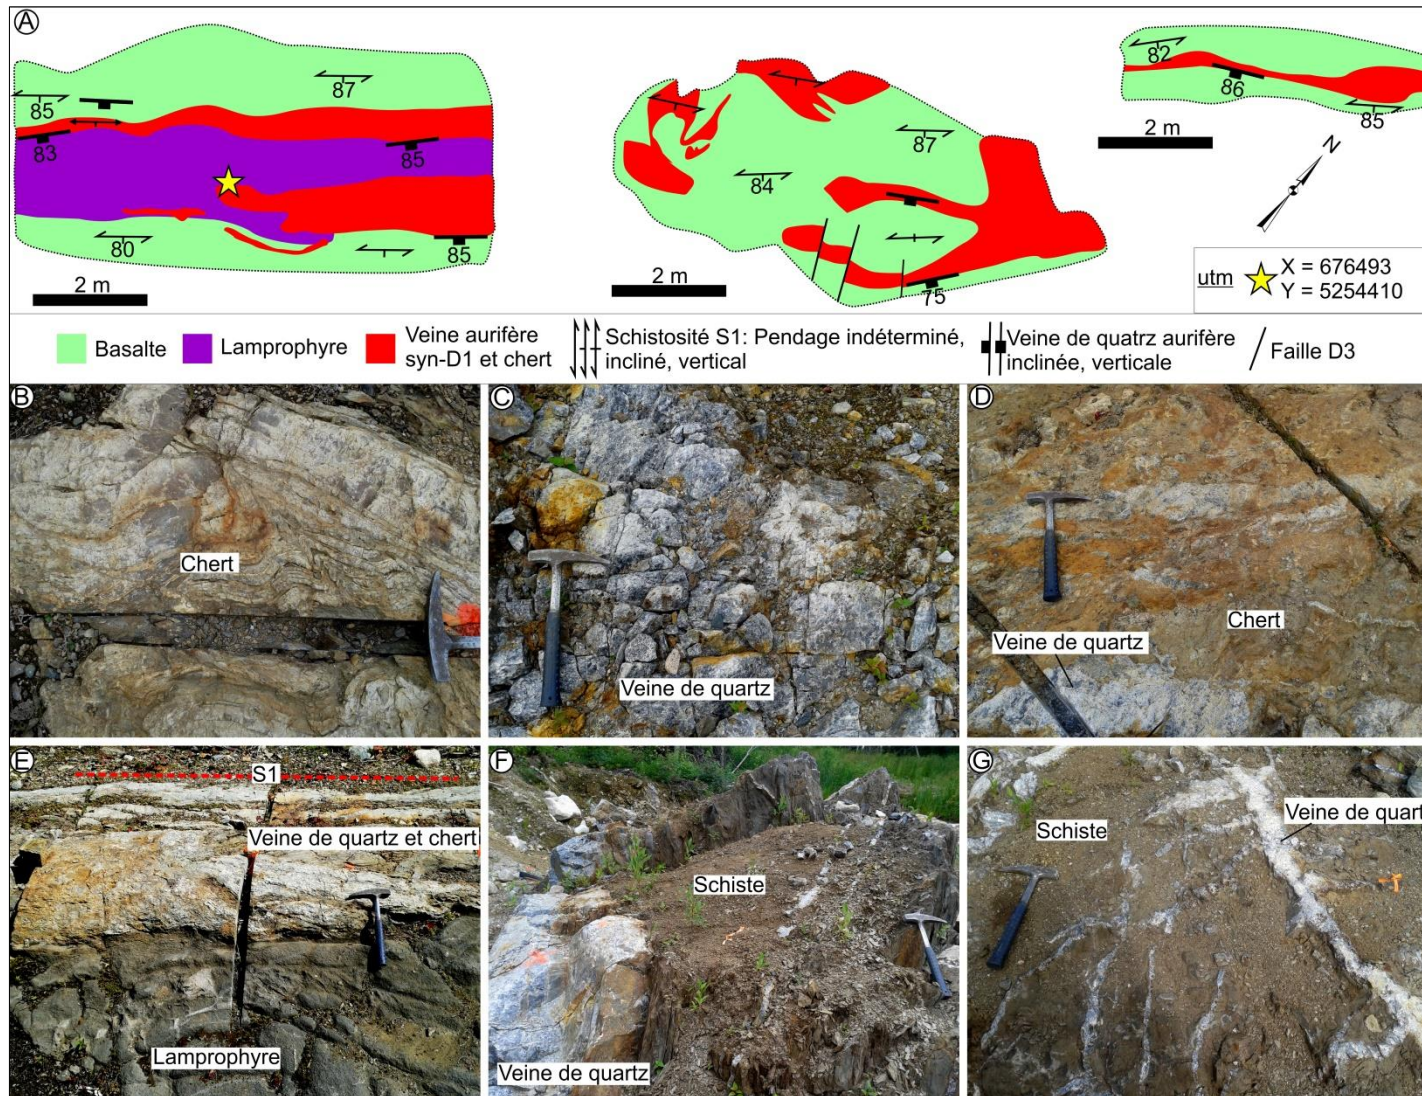 A
87
85
83
85
80
85
2 m
87
84
75
2 m
82
86
85
2 m
N
utm
X = 676493
Y = 5254410
Basalte
Lamprophyre
Veine aurifère
syn-D1 et chert
Schistosité S1: Pendage indéterminé,
incliné, vertical
Veine de quatrz aurifère
inclinée, verticale
Faille D3
B
Chert
C
Veine de quartz
D
Veine de quartz
Chert
E
S1
Veine de quartz et chert
Lamprophyre
F
Schiste
Veine de quartz
G
Veine de quart
Schiste